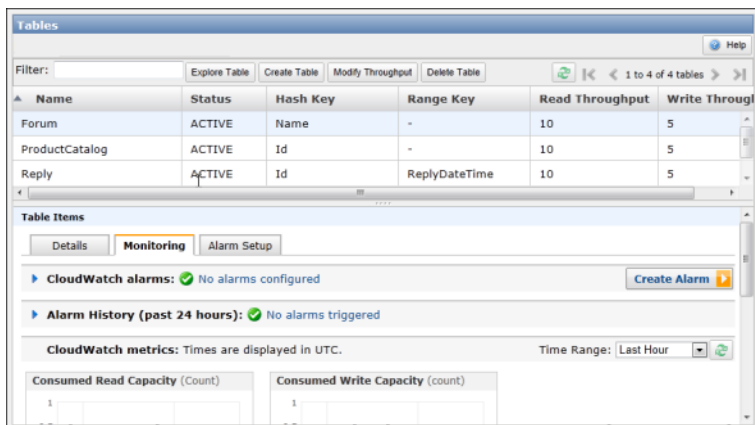 Tables
Help
Filter: Explore Table Create Table Modify Throughput Delete Table 1 to 4 of 4 tables
Name Status Hash Key Range Key Read Throughput Write Througl
Forum ACTIVE Name - 10 5
ProductCatalog ACTIVE Id - 10 5
Reply ACTIVE Id ReplyDateTime 10 5
Table Items
Details Monitoring Alarm Setup
CloudWatch alarms: No alarms configured Create Alarm
Alarm History (past 24 hours): No alarms triggered
CloudWatch metrics: Times are displayed in UTC. Time Range: Last Hour
Consumed Read Capacity (Count) Consumed Write Capacity (count)
1 1